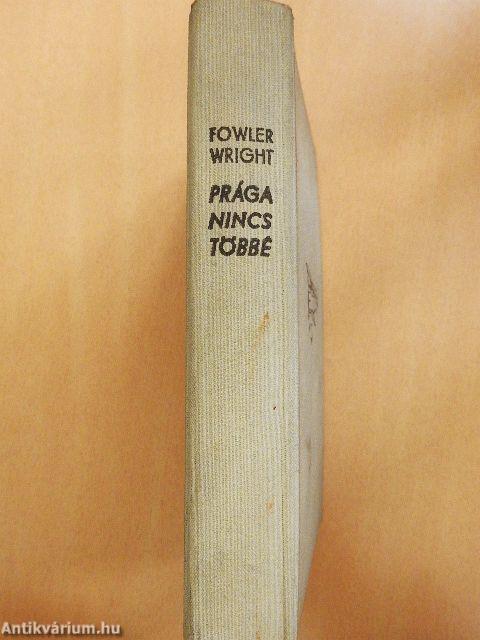 FOWLER
WRIGHT
PRÁGA
NINCS
TÖBBÉ
Antikvárium.hu